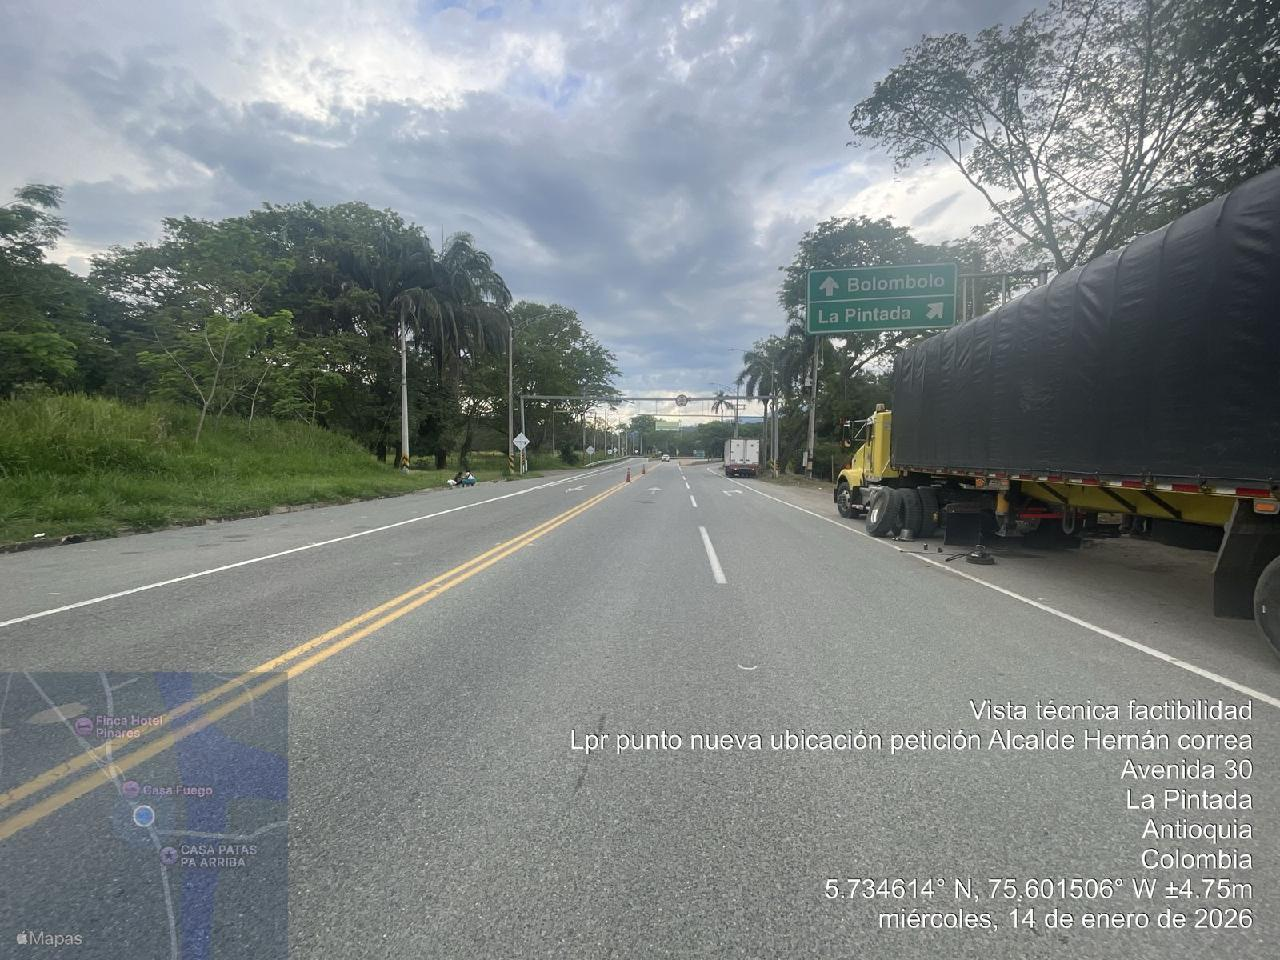 Bolombolo
La Pintada
Finca Hotel
Pinares
Casa Fuego
CASA PATAS
PA ARRIBA
Mapas
Vista técnica factibilidad
Lpr punto nueva ubicación petición Alcalde Hernán correa
Avenida 30
La Pintada
Antioquia
Colombia
5.734614° N, 75.601506° W ±4.75m
miércoles, 14 de enero de 2026